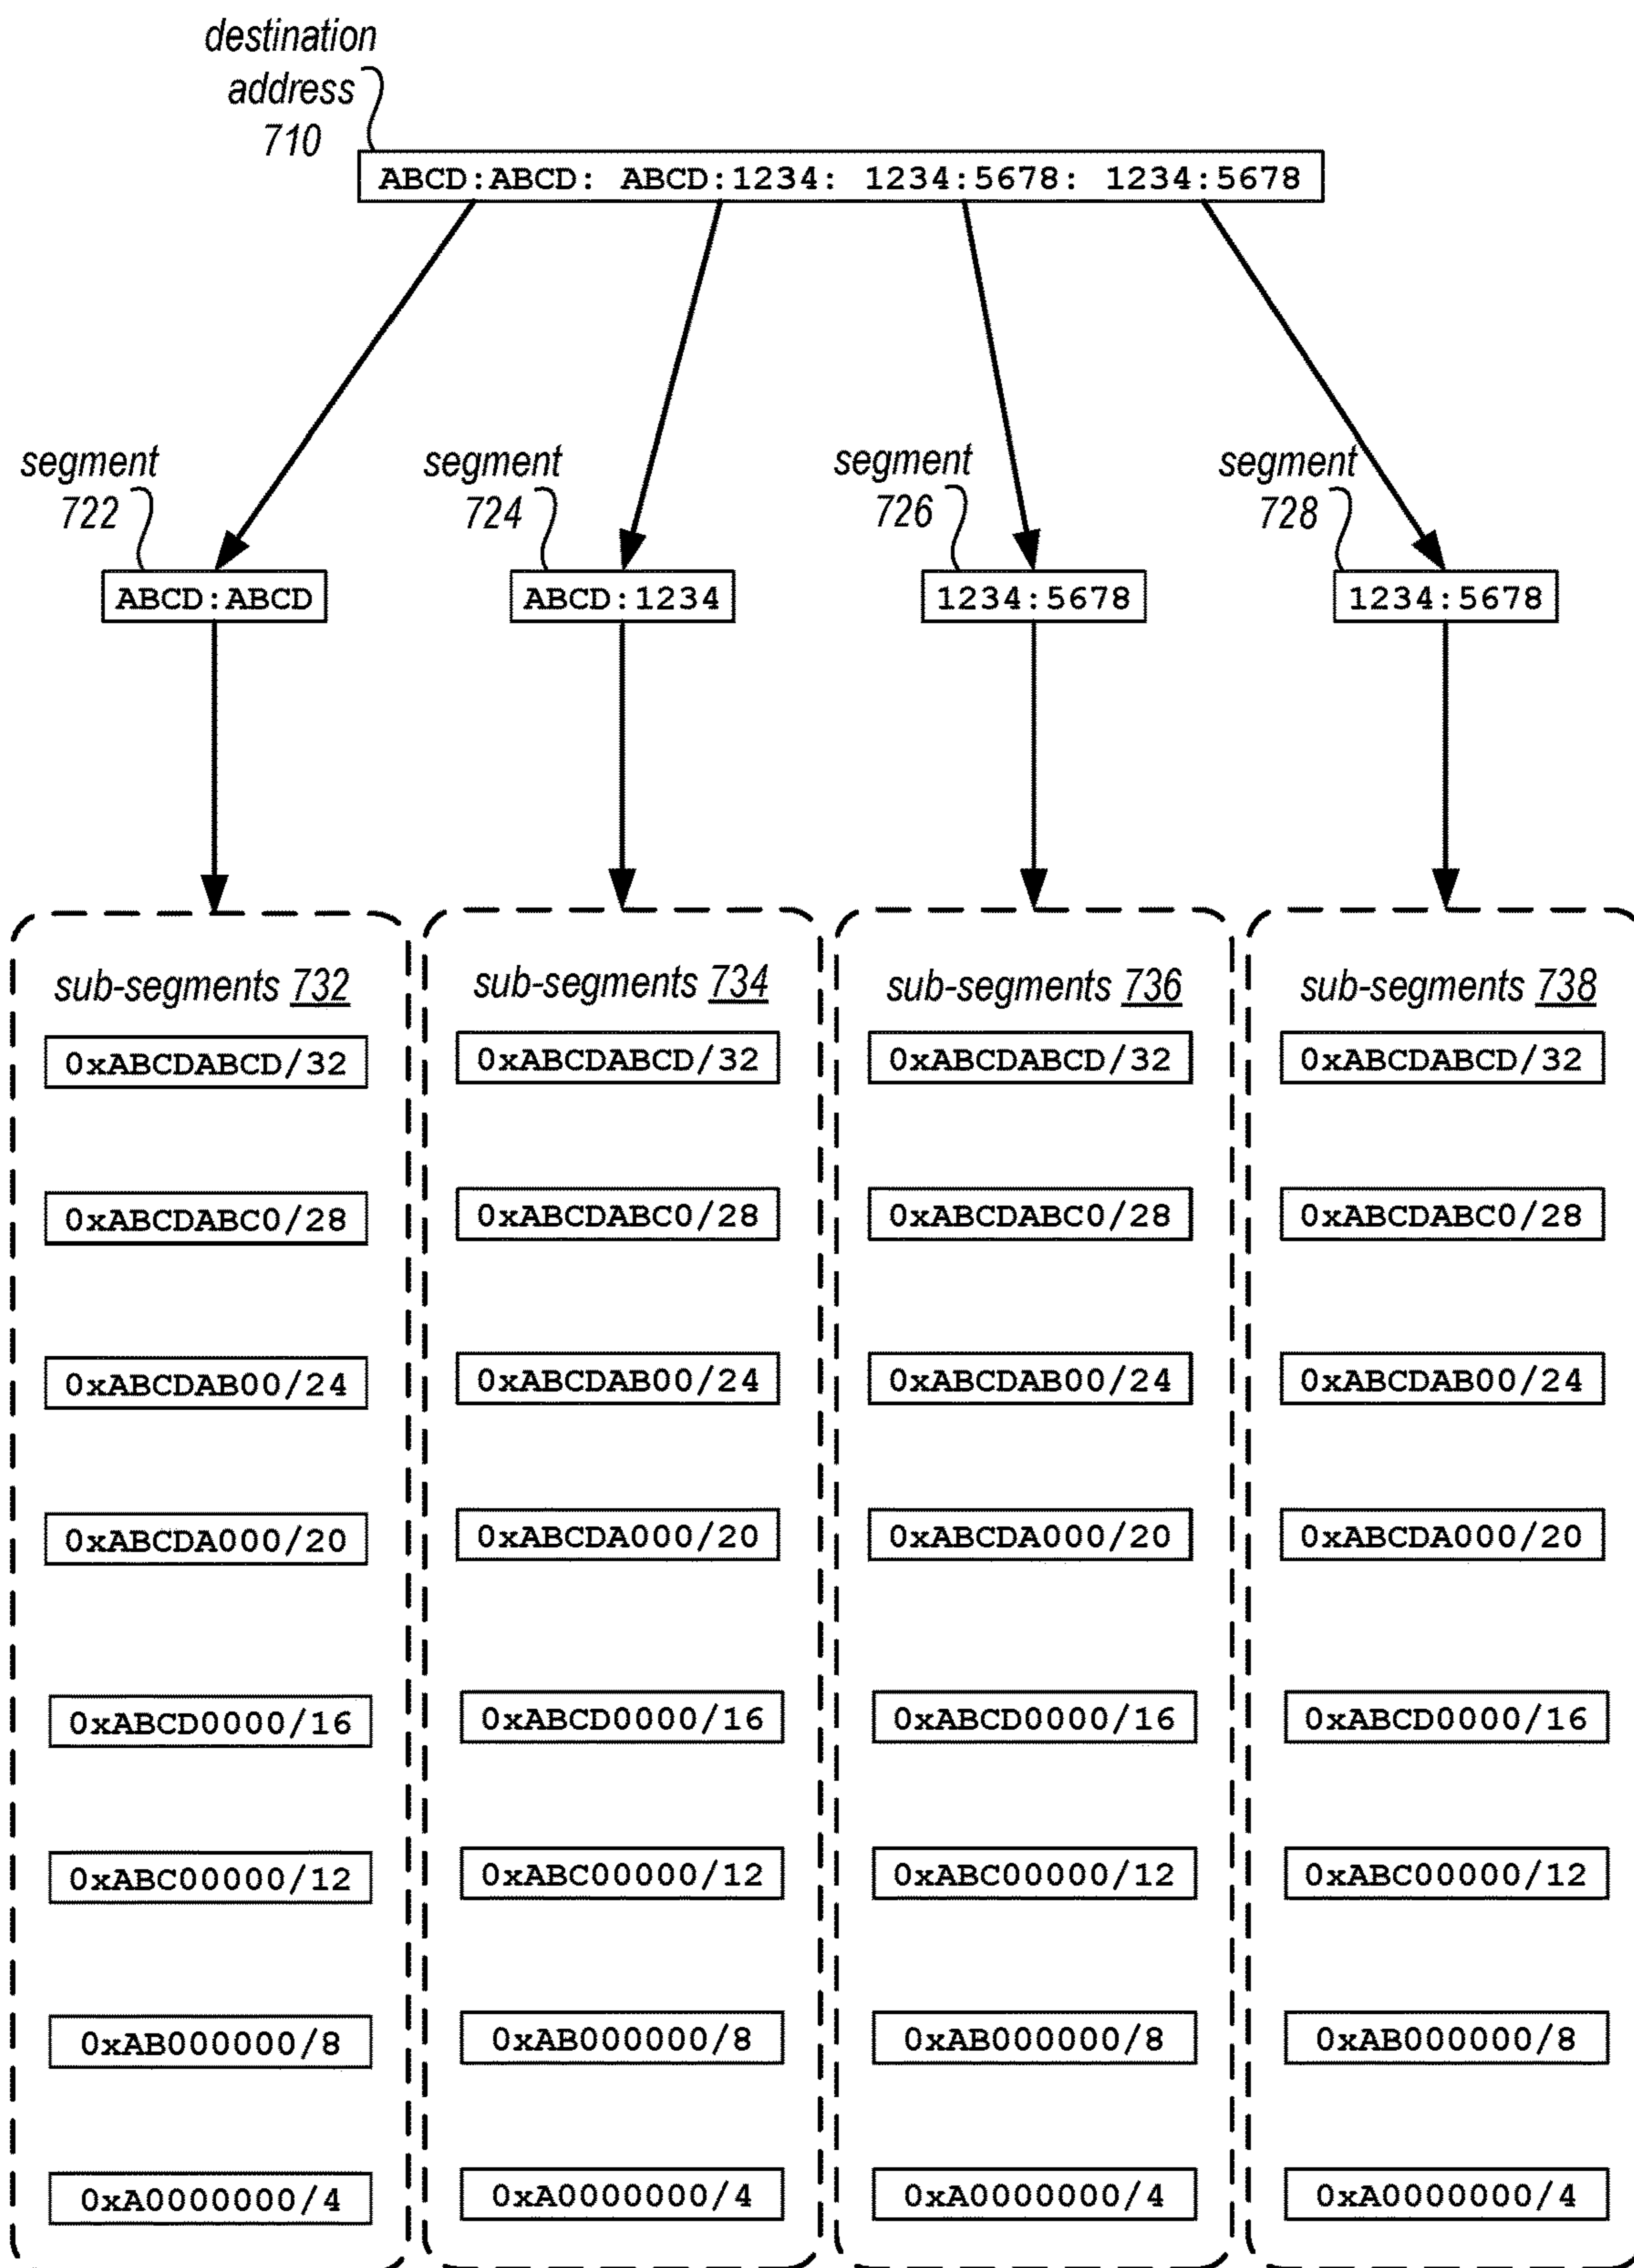 destination
address
710
ABCD:ABCD: ABCD:1234: 1234:5678: 1234:5678
segment
722
segment
724
segment
726
segment
728
ABCD:ABCD
ABCD:1234
1234:5678
1234:5678
sub-segments 732
0xABCDABCD/32
0xABCDABC0/28
0xABCDAB00/24
0xABCDA000/20
0xABCD0000/16
0xABC00000/12
0xAB000000/8
0xA0000000/4
sub-segments 734
0xABCDABCD/32
0xABCDABC0/28
0xABCDAB00/24
0xABCDA000/20
0xABCD0000/16
0xABC00000/12
0xAB000000/8
0xA0000000/4
sub-segments 736
0xABCDABCD/32
0xABCDABC0/28
0xABCDAB00/24
0xABCDA000/20
0xABCD0000/16
0xABC00000/12
0xAB000000/8
0xA0000000/4
sub-segments 738
0xABCDABCD/32
0xABCDABC0/28
0xABCDAB00/24
0xABCDA000/20
0xABCD0000/16
0xABC00000/12
0xAB000000/8
0xA0000000/4